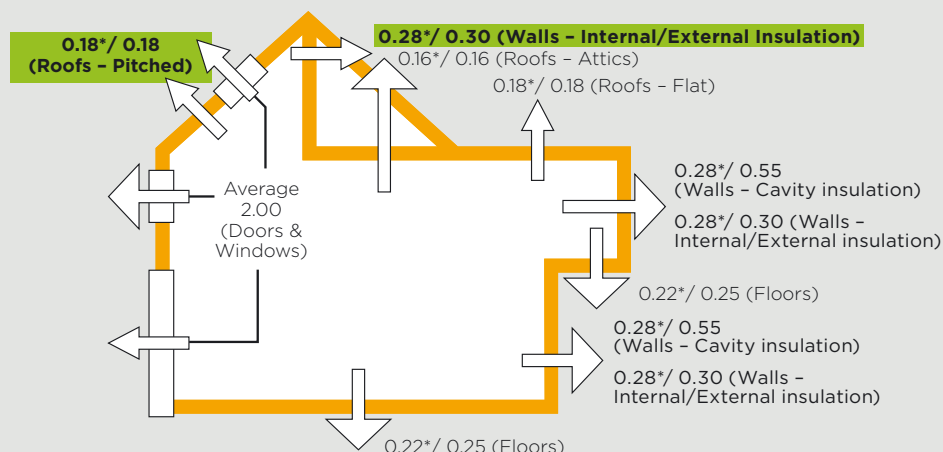 0.18*/ 0.18
(Roofs – Pitched)
0.28*/ 0.30 (Walls – Internal/External Insulation)
0.16*/ 0.16 (Roofs – Attics)
0.18*/ 0.18 (Roofs – Flat)
Average
2.00
(Doors &
Windows)
0.28*/ 0.55
(Walls – Cavity insulation)
0.28*/ 0.30 (Walls –
Internal/External insulation)
0.22*/ 0.25 (Floors)
0.28*/ 0.55
(Walls – Cavity insulation)
0.28*/ 0.30 (Walls –
Internal/External insulation)
0.22*/ 0.25 (Floors)